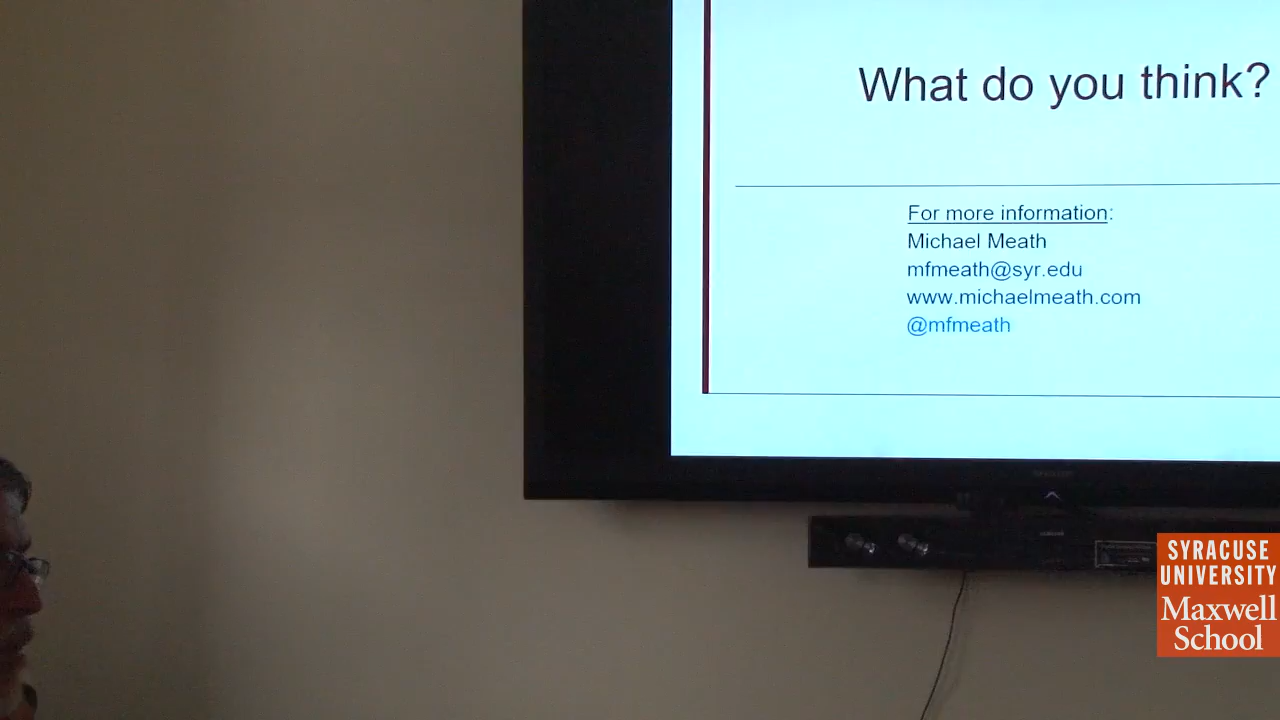 What do you think?
For more information:
Michael Meath
mfmeath@syr.edu
www.michaelmeath.com
@mfmeath
SYRACUSE
UNIVERSITY
Maxwell
School